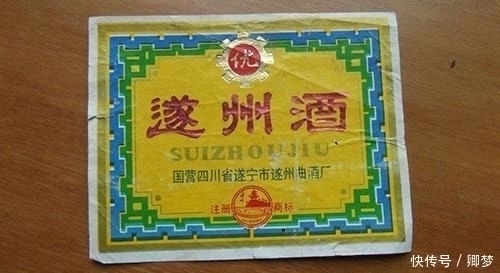 优
遂州酒
SUIZHOUJIU
国营四川省遂宁市遂州曲酒厂
注册 商标
快传号 / 卿梦